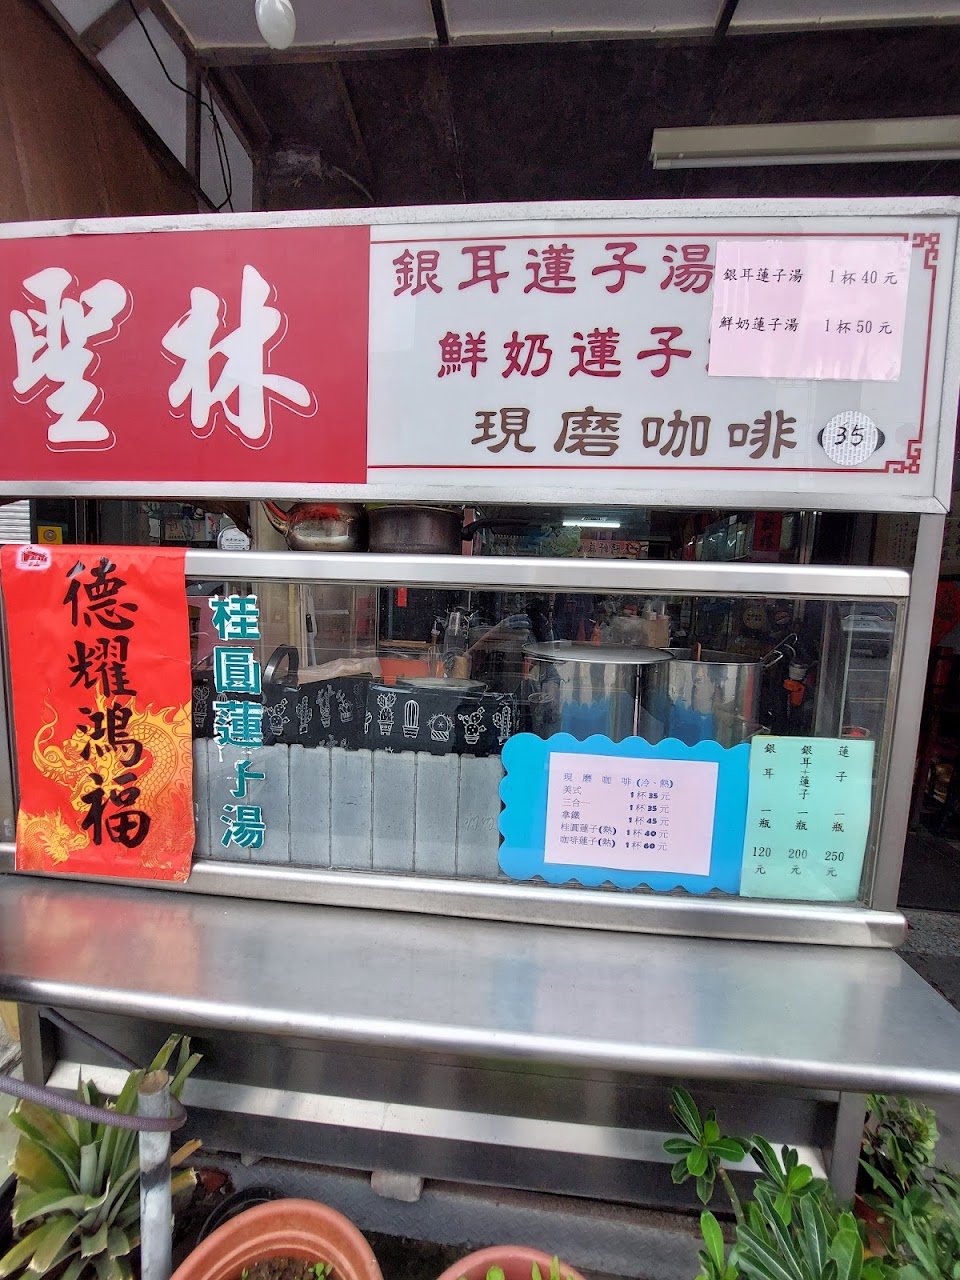 聖林
銀耳蓮子湯
鮮奶蓮子
現磨咖啡
35
銀耳蓮子湯 1杯40元
鮮奶蓮子湯 1杯50元
德耀鴻福
桂圓蓮子湯
現磨咖啡(冷、熱)
美式 1杯35元
三合一 1杯35元
拿鐵 1杯45元
桂圓蓮子(熱) 1杯40元
咖啡蓮子(熱) 1杯60元
蓮子 一瓶 250元
銀耳+蓮子 一瓶 200元
銀耳 一瓶 120元